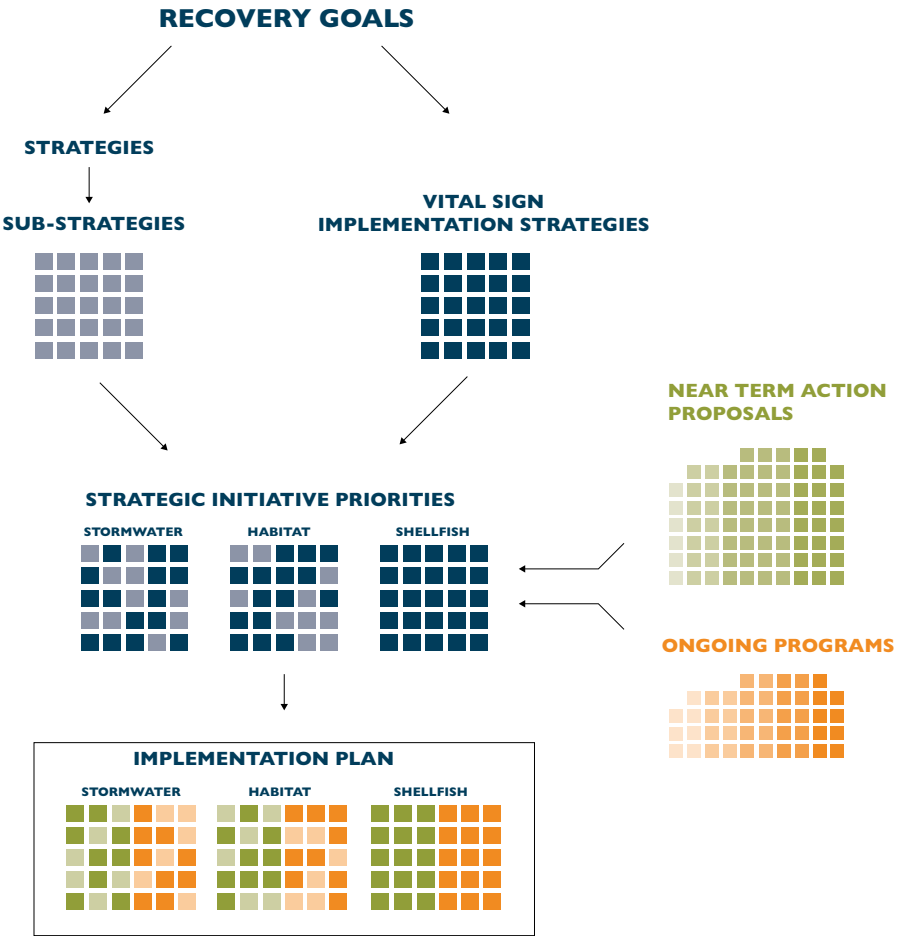 RECOVERY GOALS
STRATEGIES
SUB-STRATEGIES
VITAL SIGN
IMPLEMENTATION STRATEGIES
NEAR TERM ACTION
PROPOSALS
STRATEGIC INITIATIVE PRIORITIES
STORMWATER
HABITAT
SHELLFISH
ONGOING PROGRAMS
IMPLEMENTATION PLAN
STORMWATER
HABITAT
SHELLFISH